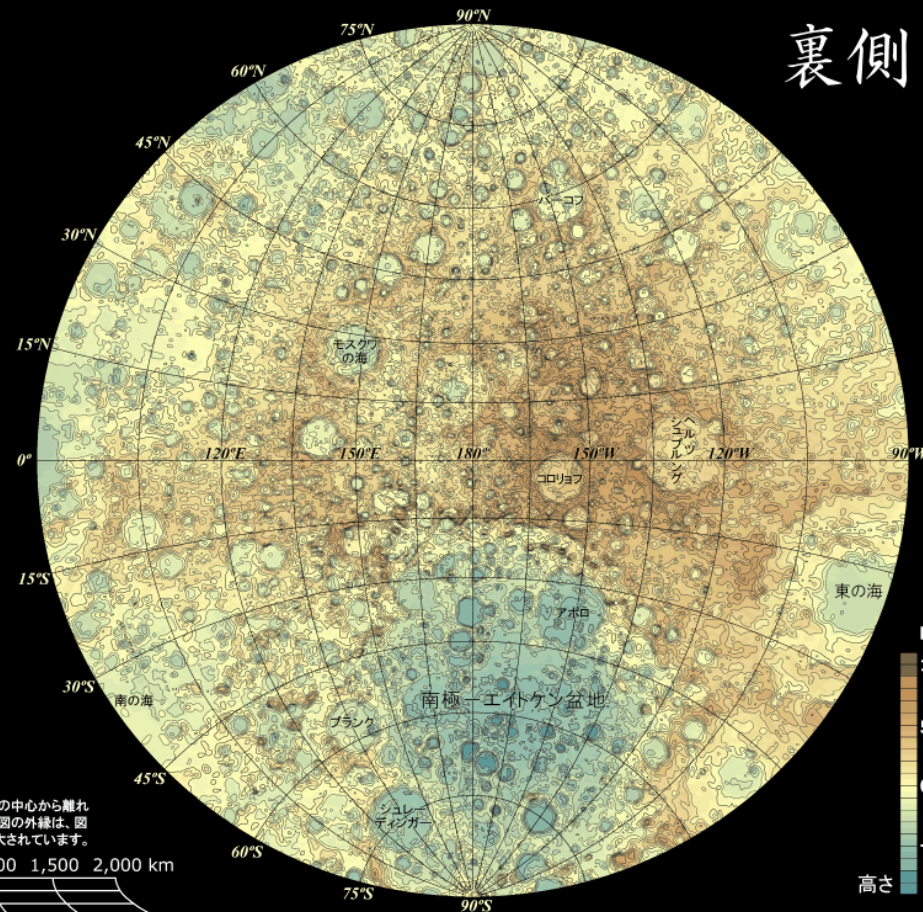 裏側
90ºN
75ºN
60ºN
45ºN
30ºN
15ºN
0º
15ºS
30ºS
45ºS
60ºS
75ºS
90ºS
120ºE
150ºE
180º
150ºW
120ºW
90ºW
バーコフ
モスクワ
の海
ヘルツ
シュプルング
コロリョフ
東の海
アポロ
南極−エイトケン盆地
南の海
プランク
シュレー
ディンガー
の中心から離れ
図の外縁は、図
大されています。
00 1,500 2,000 km
高さ